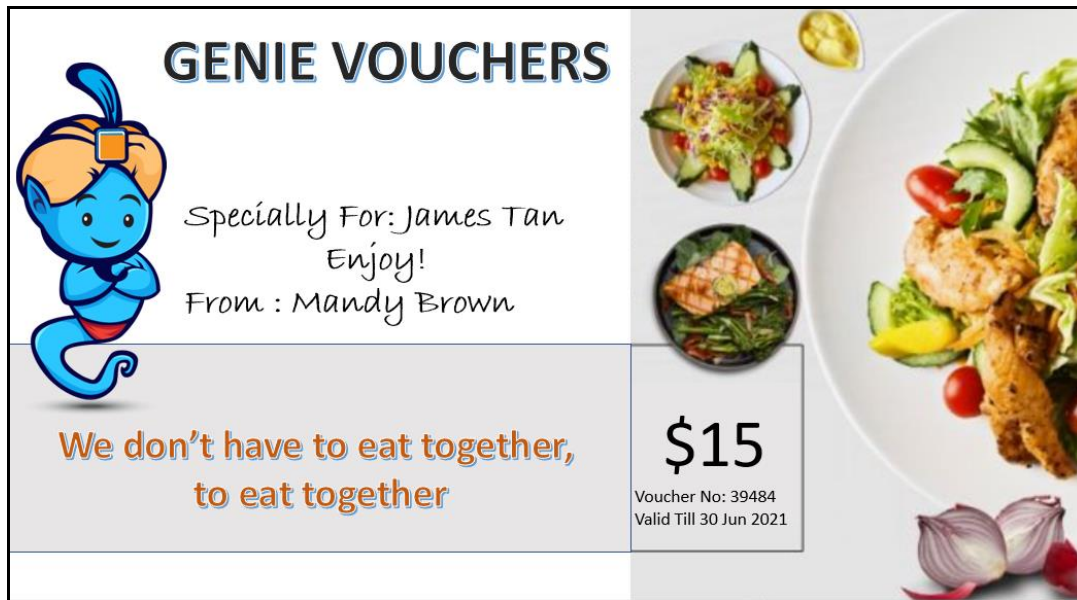 GENIE VOUCHERS
Specially For: James Tan
Enjoy!
From : Mandy Brown
We don't have to eat together,
to eat together
$15
Voucher No: 39484
Valid Till 30 Jun 2021